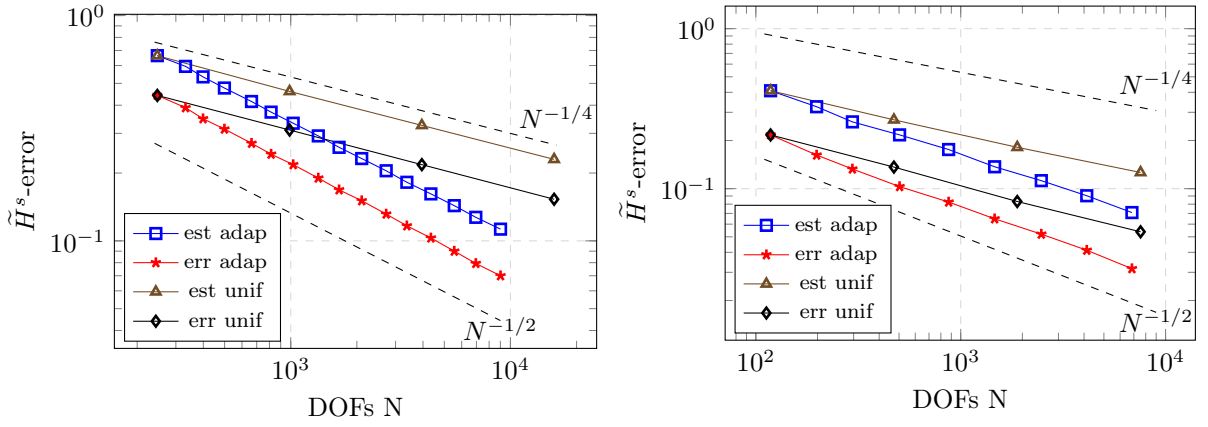 10^0
10^{-1}
H̃^s-error
N^{-1/4}
N^{-1/2}
est adap
err adap
est unif
err unif
10^3
10^4
DOFs N
10^0
10^{-1}
H̃^s-error
N^{-1/4}
N^{-1/2}
est adap
err adap
est unif
err unif
10^2
10^3
10^4
DOFs N